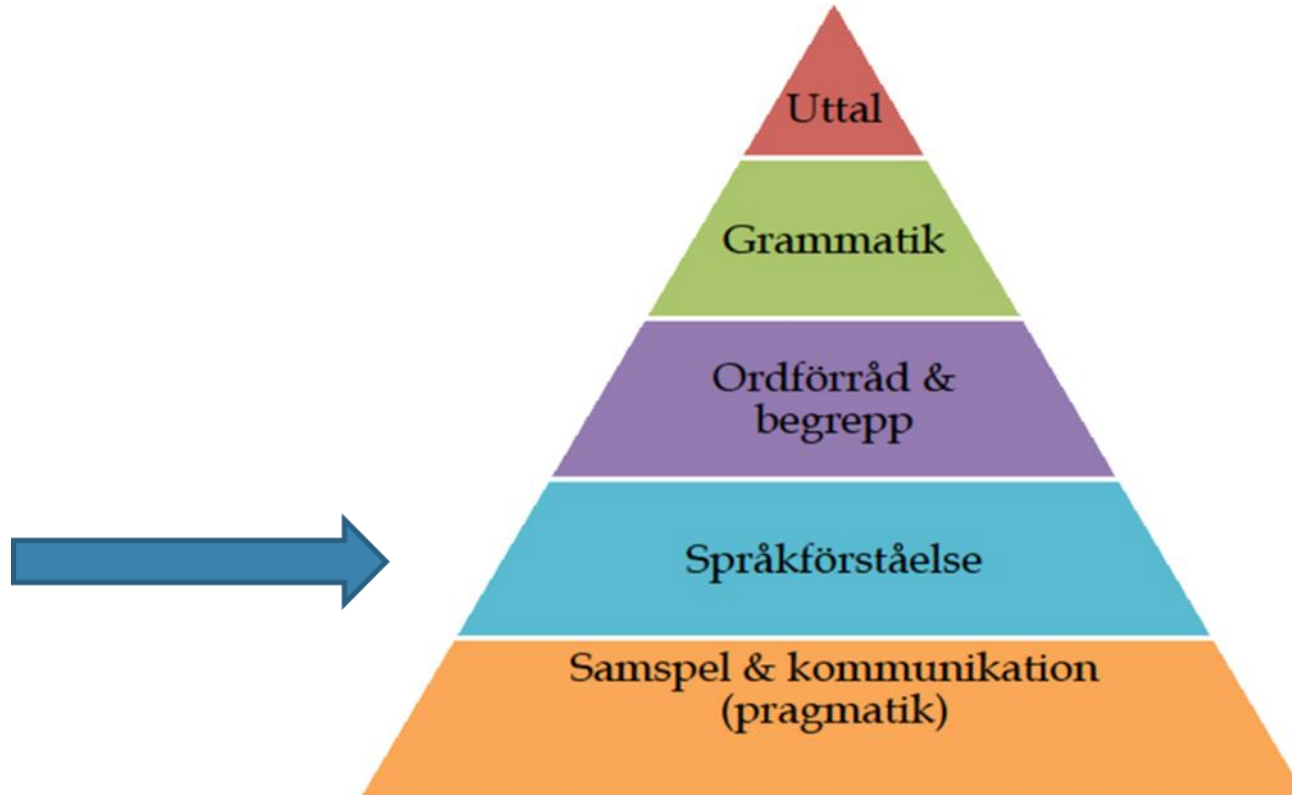 Uttal
Grammatik
Ordförråd &
begrepp
Språkförståelse
Samspel & kommunikation
(pragmatik)